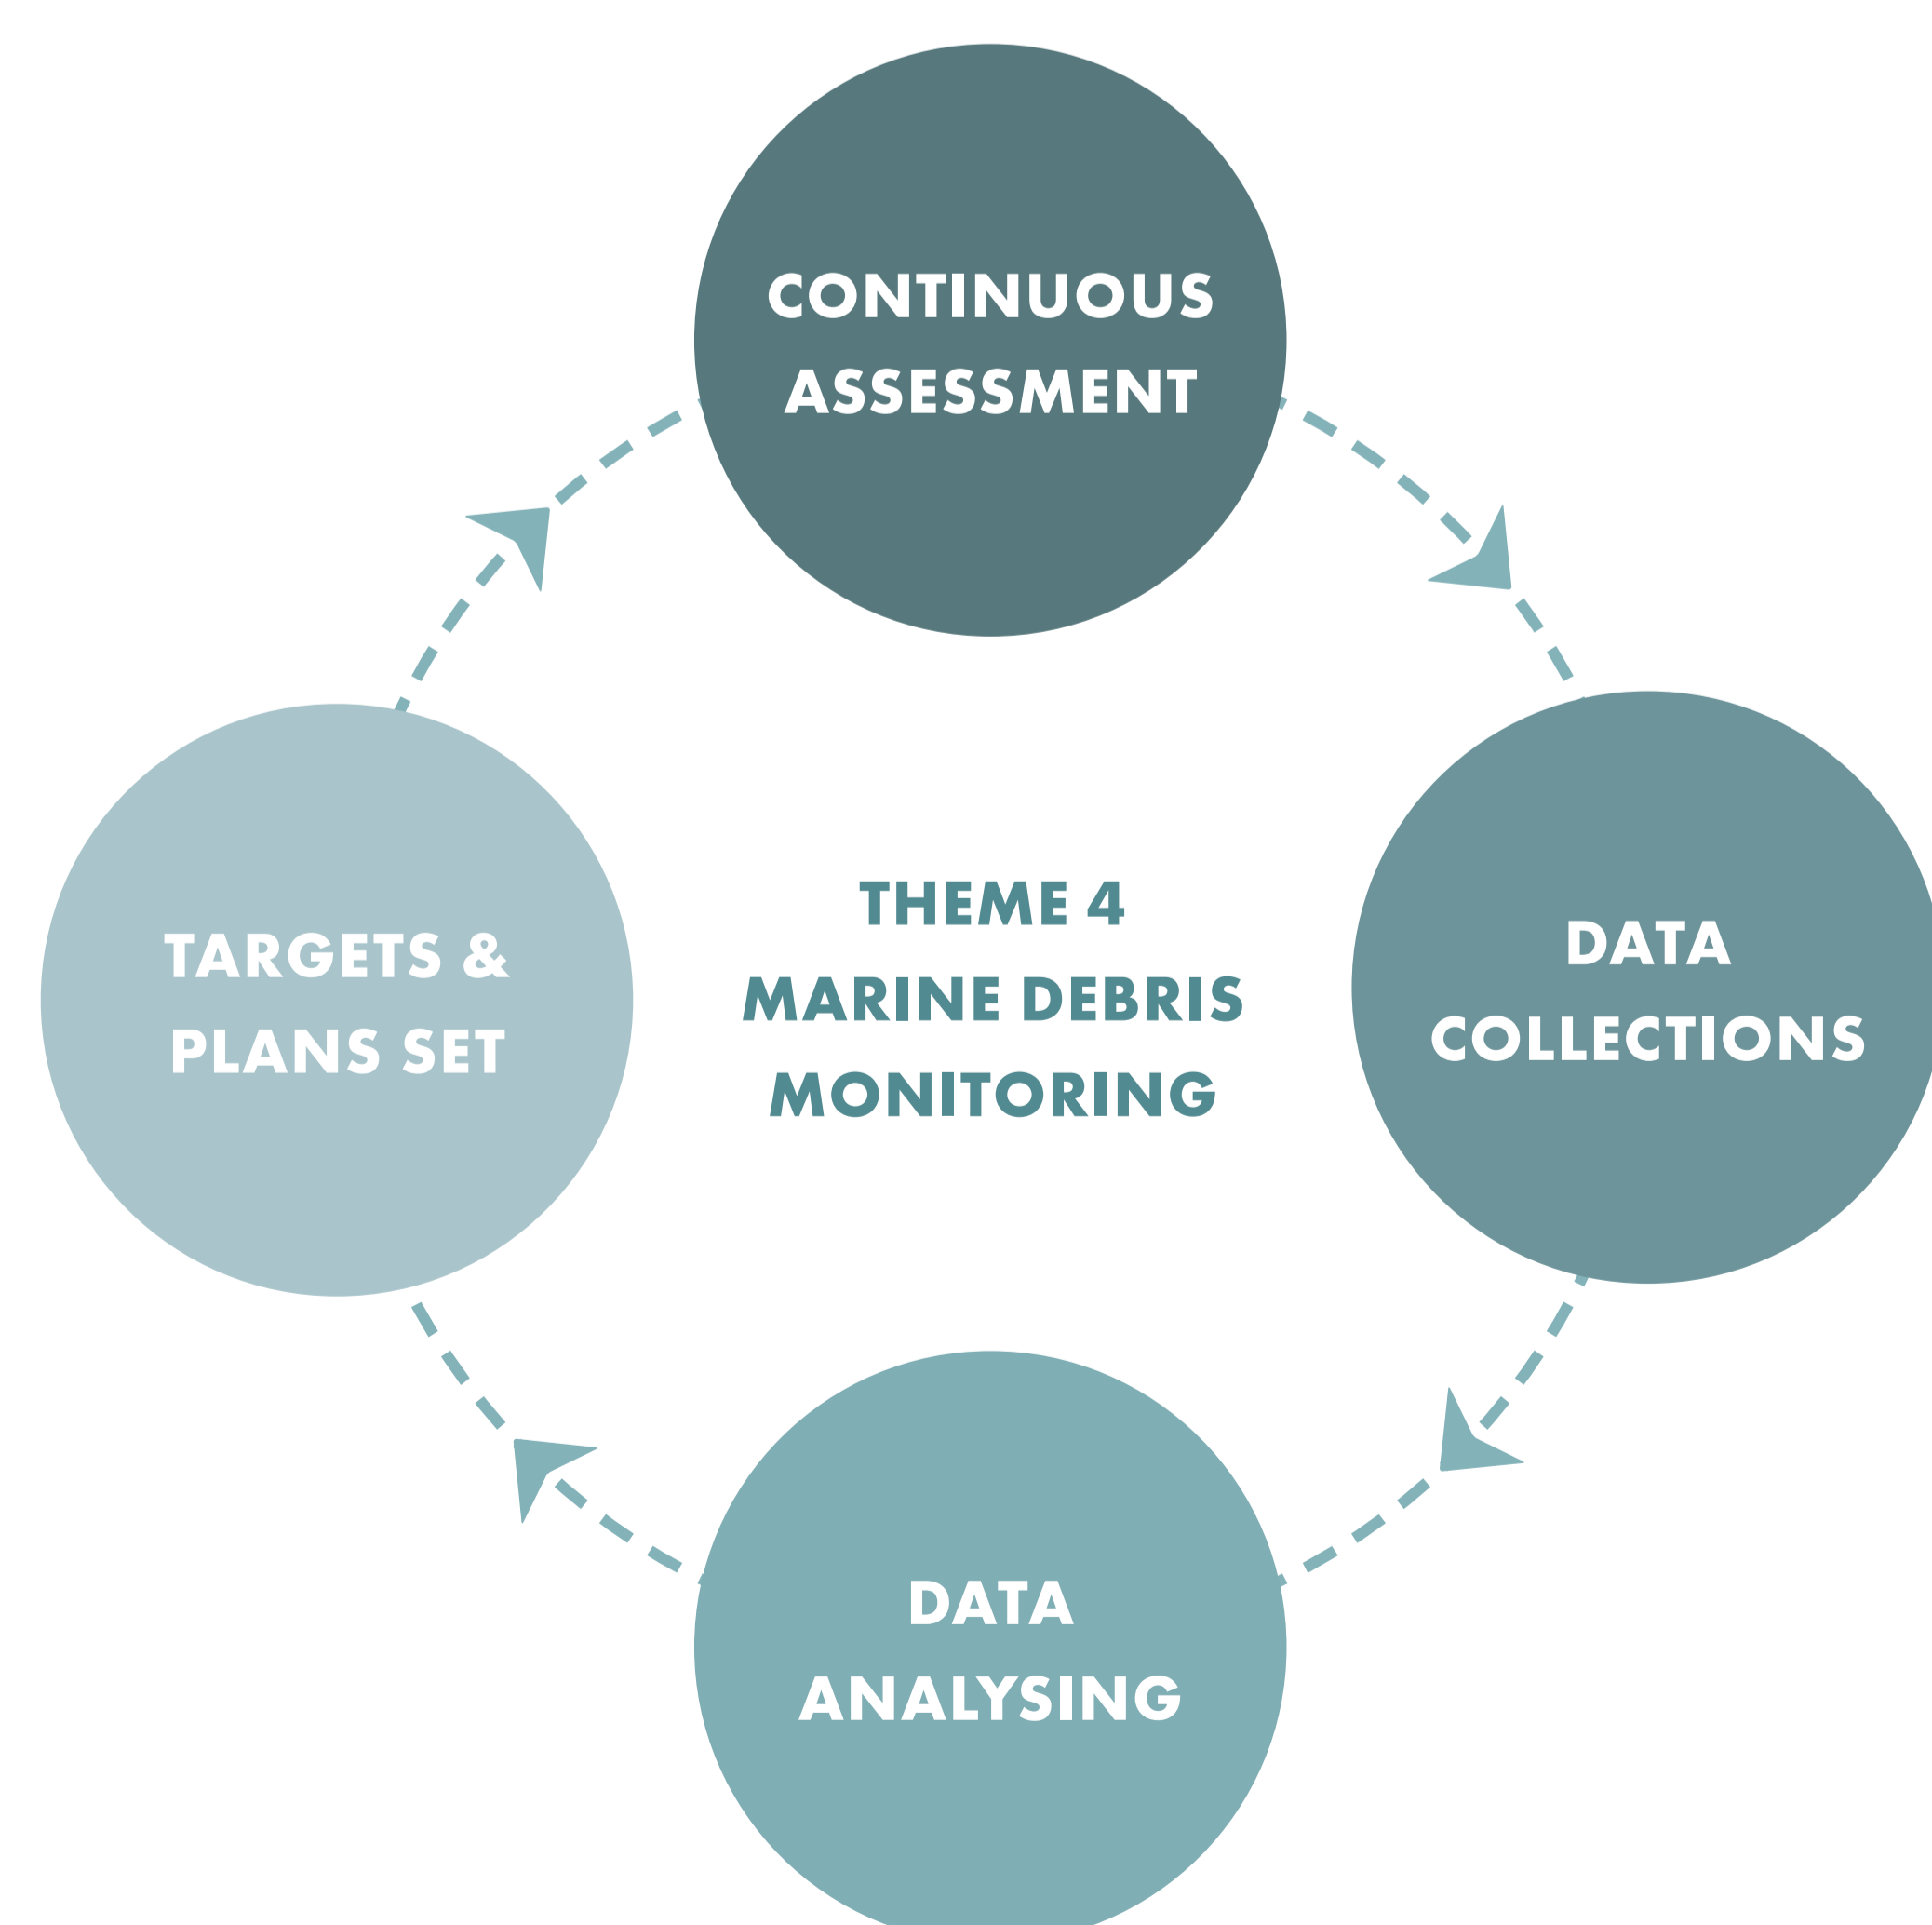 CONTINUOUS
ASSESSMENT
TARGETS &
PLANS SET
THEME 4
MARINE DEBRIS
MONITORING
DATA
COLLECTIONS
DATA
ANALYSING